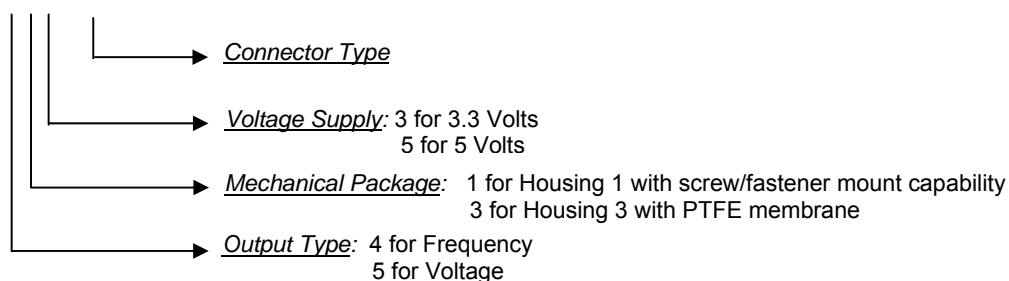 Connector Type
Voltage Supply: 3 for 3.3 Volts
5 for 5 Volts
Mechanical Package: 1 for Housing 1 with screw/fastener mount capability
3 for Housing 3 with PTFE membrane
Output Type: 4 for Frequency
5 for Voltage